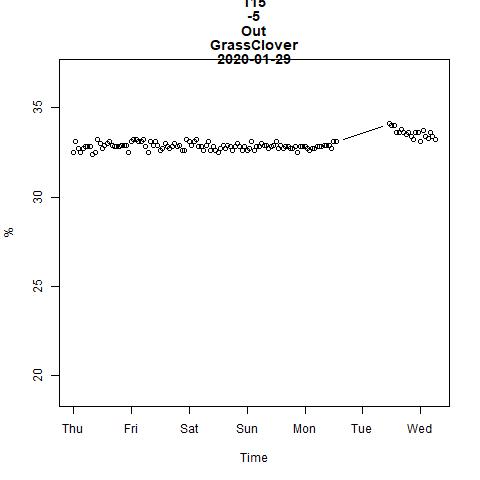 T15
-5
Out
GrassClover
2020-01-29
35
30
25
20
%
Thu Fri Sat Sun Mon Tue Wed
Time